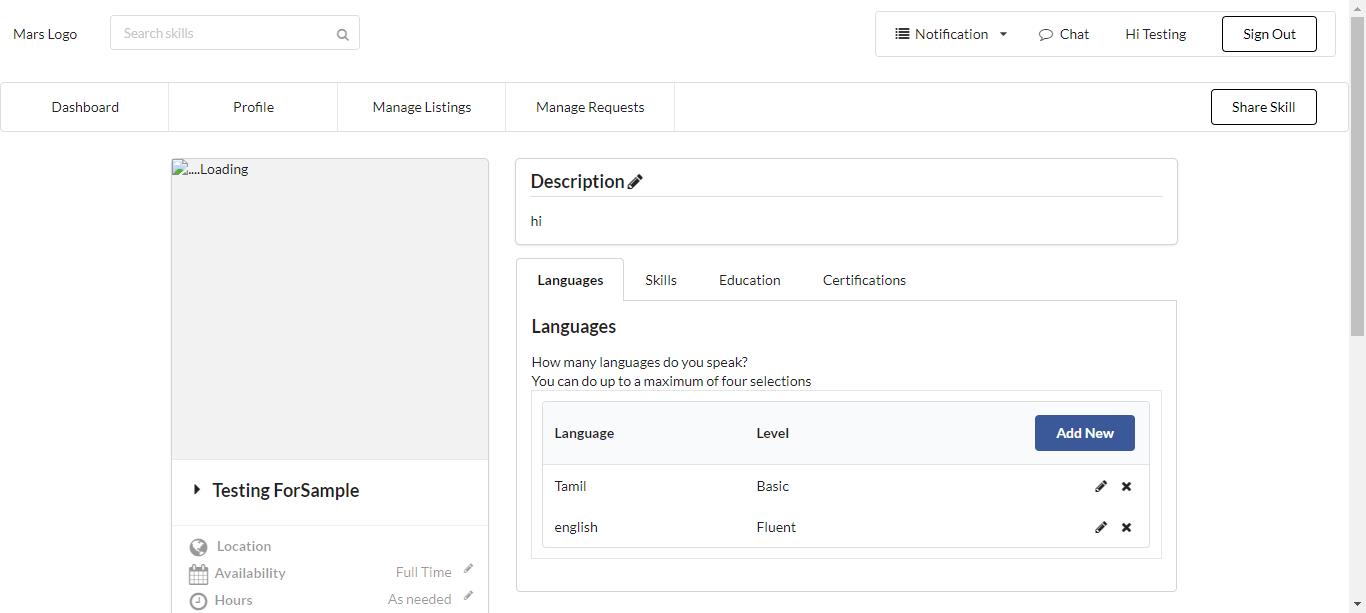 Mars Logo
Search skills
Notification
Chat
Hi Testing
Sign Out
Dashboard
Profile
Manage Listings
Manage Requests
Share Skill
....Loading
Testing ForSample
Location
Availability
Full Time
Hours
As needed
Description
hi
Languages
Skills
Education
Certifications
Languages
How many languages do you speak?
You can do up to a maximum of four selections
Language
Level
Add New
Tamil
Basic
english
Fluent